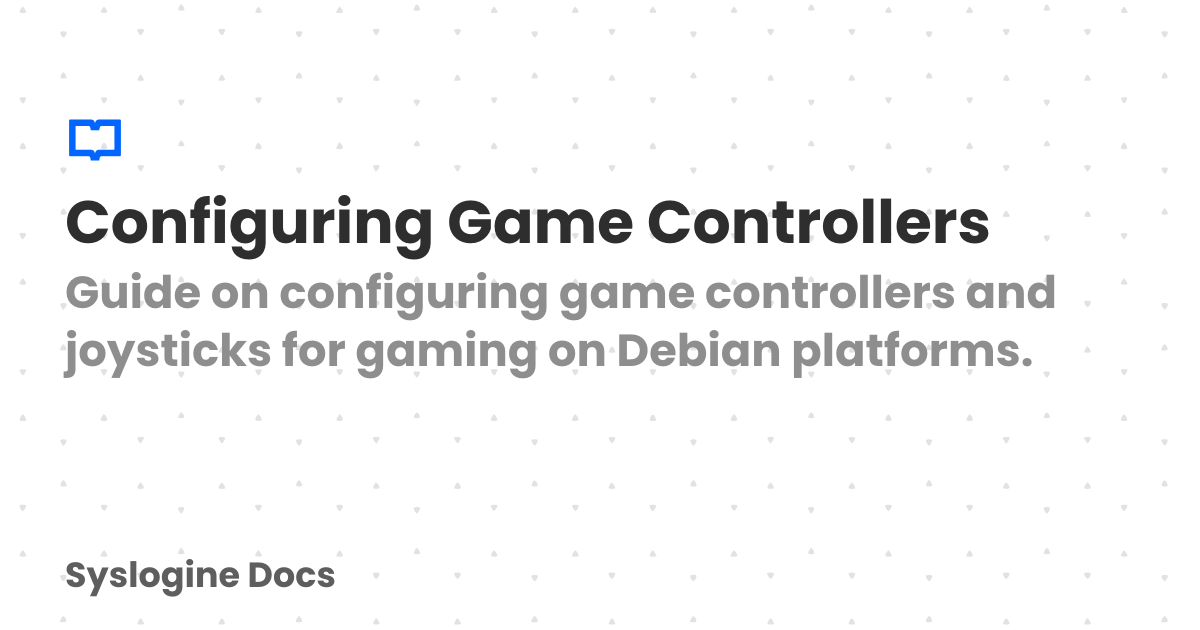 Configuring Game Controllers
Guide on configuring game controllers and
joysticks for gaming on Debian platforms.
Syslogine Docs